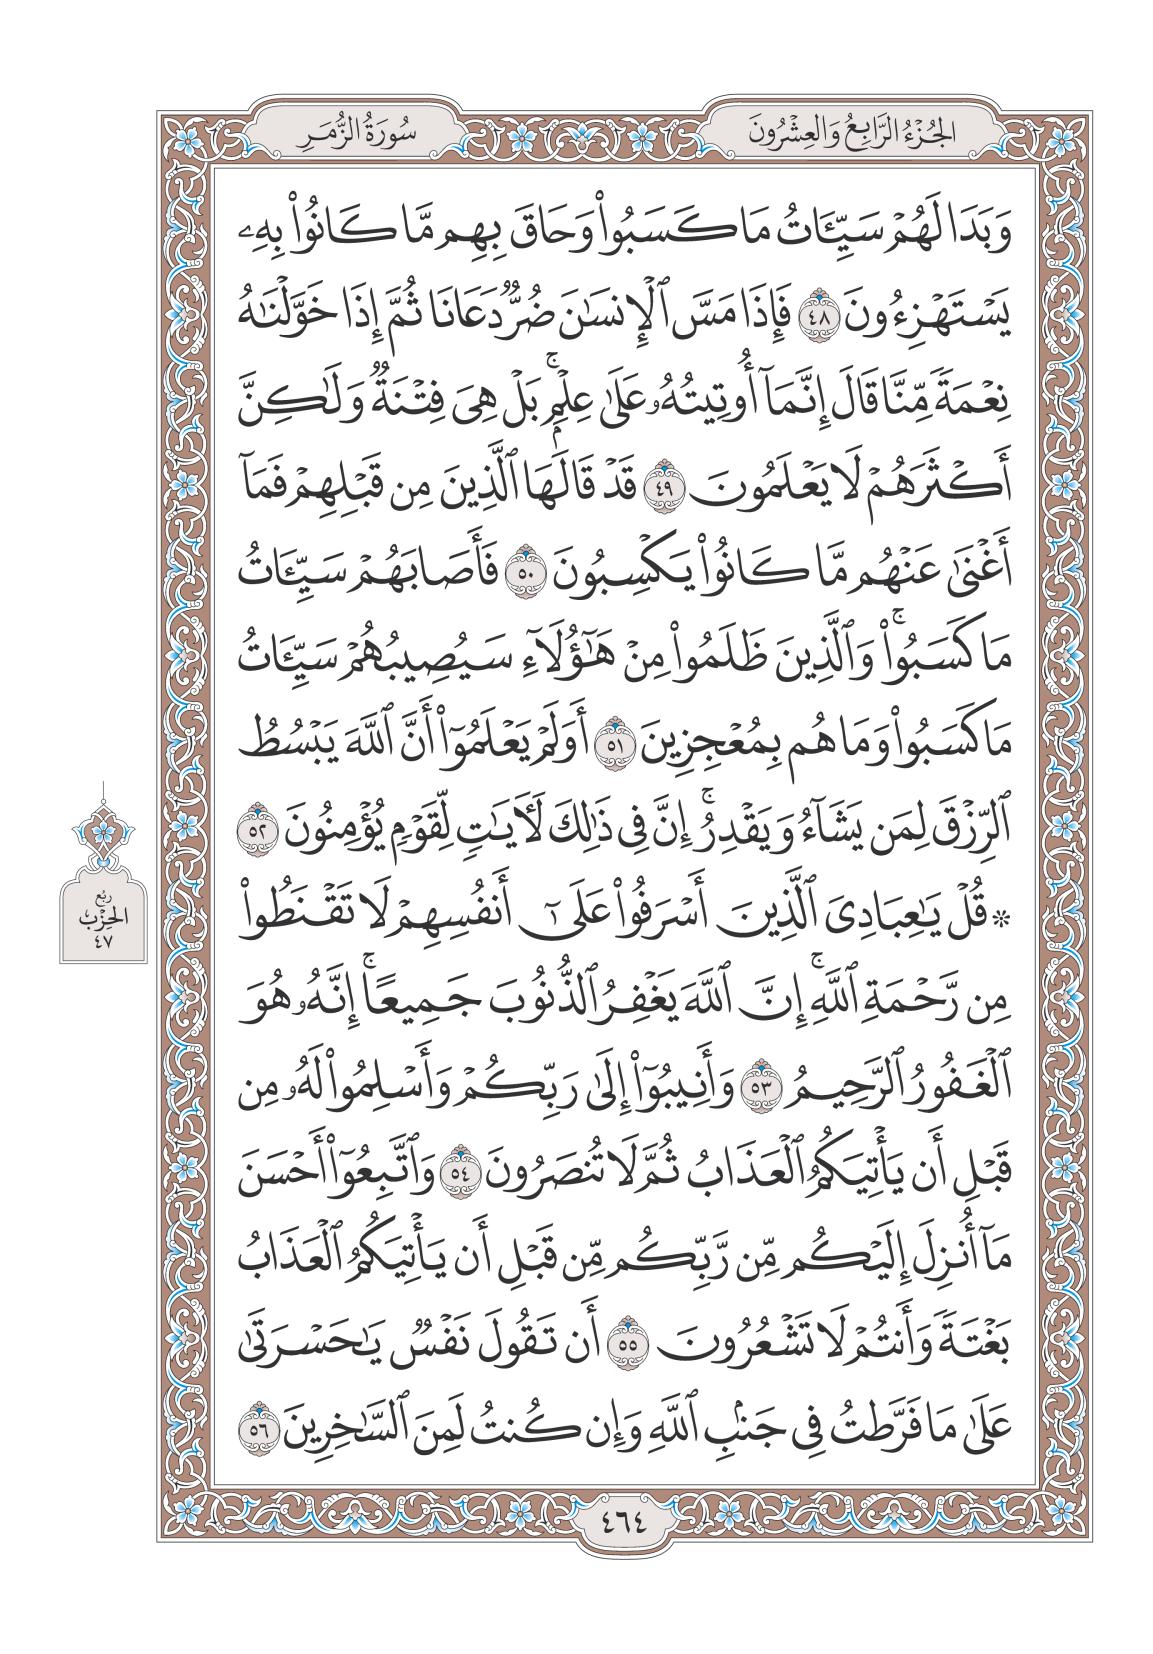 الجُزْءُ الرَّابِعُ وَالعِشْرُونَ
سُورَةُ الزُّمَرِ
وَبَدَا لَهُمْ سَيِّـَٔاتُ مَا كَسَبُوا۟ وَحَاقَ بِهِم مَّا كَانُوا۟ بِهِۦ
يَسْتَهْزِءُونَ ٤٨ فَإِذَا مَسَّ ٱلْإِنسَـٰنَ ضُرٌّ دَعَانَا ثُمَّ إِذَا خَوَّلْنَـٰهُ
نِعْمَةً مِّنَّا قَالَ إِنَّمَآ أُوتِيتُهُۥ عَلَىٰ عِلْمٍۭ ۚ بَلْ هِىَ فِتْنَةٌ وَلَـٰكِنَّ
أَكْثَرَهُمْ لَا يَعْلَمُونَ ٤٩ قَدْ قَالَهَا ٱلَّذِينَ مِن قَبْلِهِمْ فَمَآ
أَغْنَىٰ عَنْهُم مَّا كَانُوا۟ يَكْسِبُونَ ٥٠ فَأَصَابَهُمْ سَيِّـَٔاتُ
مَا كَسَبُوا۟ ۚ وَٱلَّذِينَ ظَلَمُوا۟ مِنْ هَـٰٓؤُلَآءِ سَيُصِيبُهُمْ سَيِّـَٔاتُ
مَا كَسَبُوا۟ وَمَا هُم بِمُعْجِزِينَ ٥١ أَوَلَمْ يَعْلَمُوٓا۟ أَنَّ ٱللَّهَ يَبْسُطُ
ٱلرِّزْقَ لِمَن يَشَآءُ وَيَقْدِرُ ۚ إِنَّ فِى ذَٰلِكَ لَـَٔايَـٰتٍ لِّقَوْمٍ يُؤْمِنُونَ ٥٢
۞ قُلْ يَـٰعِبَادِىَ ٱلَّذِينَ أَسْرَفُوا۟ عَلَىٰٓ أَنفُسِهِمْ لَا تَقْنَطُوا۟
مِن رَّحْمَةِ ٱللَّهِ ۚ إِنَّ ٱللَّهَ يَغْفِرُ ٱلذُّنُوبَ جَمِيعًا ۚ إِنَّهُۥ هُوَ
ٱلْغَفُورُ ٱلرَّحِيمُ ٥٣ وَأَنِيبُوٓا۟ إِلَىٰ رَبِّكُمْ وَأَسْلِمُوا۟ لَهُۥ مِن
قَبْلِ أَن يَأْتِيَكُمُ ٱلْعَذَابُ ثُمَّ لَا تُنصَرُونَ ٥٤ وَٱتَّبِعُوٓا۟ أَحْسَنَ
مَآ أُنزِلَ إِلَيْكُم مِّن رَّبِّكُم مِّن قَبْلِ أَن يَأْتِيَكُمُ ٱلْعَذَابُ
بَغْتَةً وَأَنتُمْ لَا تَشْعُرُونَ ٥٥ أَن تَقُولَ نَفْسٌ يَـٰحَسْرَتَىٰ
عَلَىٰ مَا فَرَّطتُ فِى جَنۢبِ ٱللَّهِ وَإِن كُنتُ لَمِنَ ٱلسَّـٰخِرِينَ ٥٦
رُبْع
الحِزْب
٤٧
٤٦٤